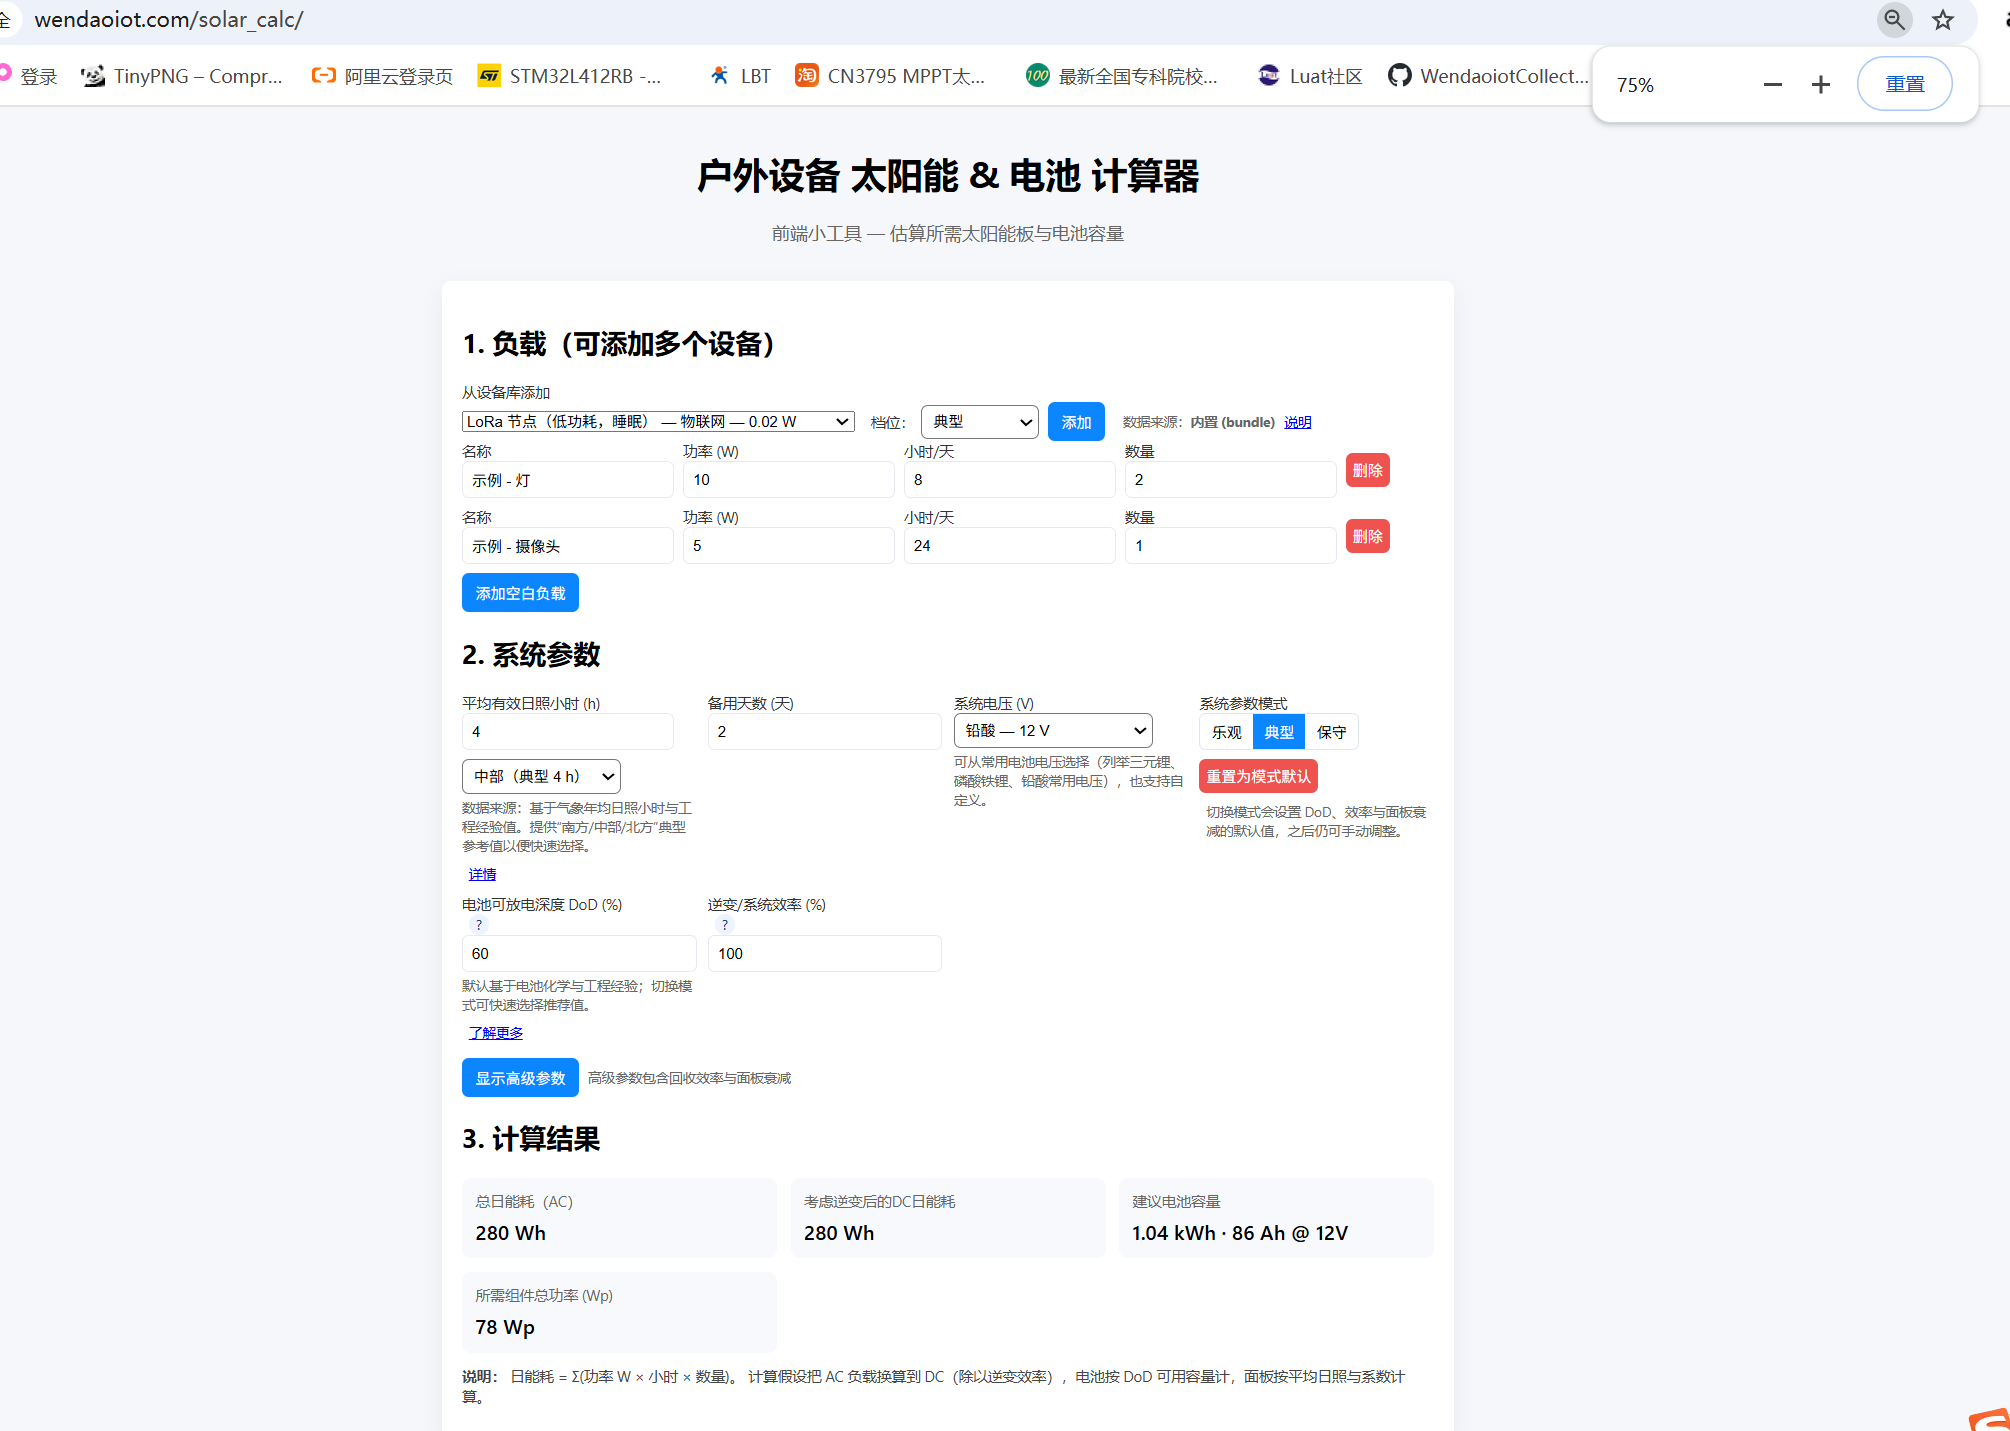 全 wendaoiot.com/solar_calc/
登录 TinyPNG – Compr... 阿里云登录页 STM32L412RB -... LBT CN3795 MPPT太... 最新全国专科院校... Luat社区 WendaoiotCollect...
75% 重置
户外设备 太阳能 & 电池 计算器
前端小工具 — 估算所需太阳能板与电池容量
1. 负载（可添加多个设备）
从设备库添加
LoRa 节点（低功耗，睡眠） — 物联网 — 0.02 W 档位： 典型 添加 数据来源：内置 (bundle) 说明
名称 功率 (W) 小时/天 数量
示例 - 灯 10 8 2 删除
名称 功率 (W) 小时/天 数量
示例 - 摄像头 5 24 1 删除
添加空白负载
2. 系统参数
平均有效日照小时 (h) 备用天数 (天) 系统电压 (V) 系统参数模式
4 2 铅酸 — 12 V 乐观 典型 保守
中部（典型 4 h）
数据来源：基于气象年均日照小时与工
程经验值。提供“南方/中部/北方”典型
参考值以便快速选择。
详情
可从常用电池电压选择（列举三元锂、
磷酸铁锂、铅酸常用电压），也支持自
定义。
重置为模式默认
切换模式会设置 DoD、效率与面板衰
减的默认值，之后仍可手动调整。
电池可放电深度 DoD (%) 逆变/系统效率 (%)
? ?
60 100
默认基于电池化学与工程经验；切换模
式可快速选择推荐值。
了解更多
显示高级参数 高级参数包含回收效率与面板衰减
3. 计算结果
总日能耗（AC） 考虑逆变后的DC日能耗 建议电池容量
280 Wh 280 Wh 1.04 kWh · 86 Ah @ 12V
所需组件总功率 (Wp)
78 Wp
说明： 日能耗 = Σ(功率 W × 小时 × 数量)。 计算假设把 AC 负载换算到 DC（除以逆变效率），电池按 DoD 可用容量计，面板按平均日照与系数计
算。